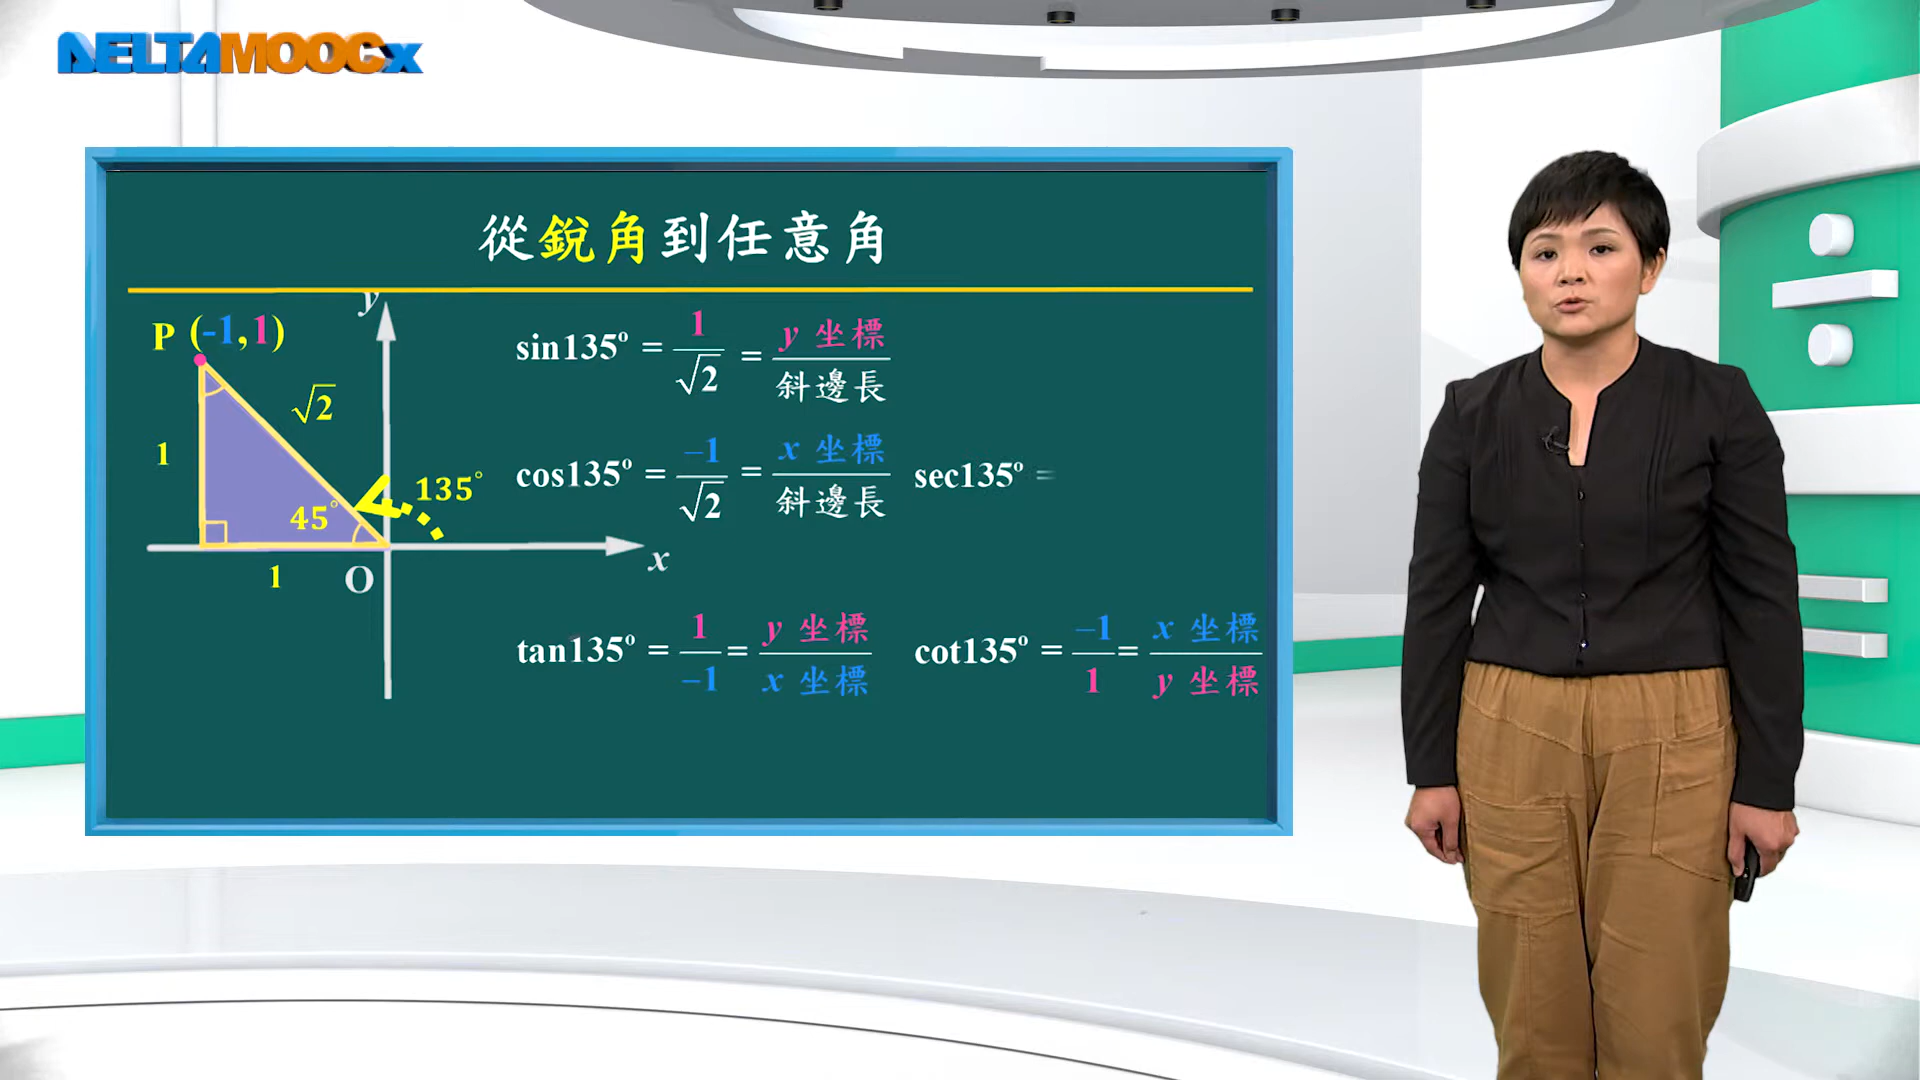 DELTAMOOCx
從銳角到任意角
y
P (-1,1)
√2
1
45°
135°
1
O
x
sin135° = 1/√2 = y 坐標/斜邊長
cos135° = –1/√2 = x 坐標/斜邊長
sec135° =
tan135° = 1/–1 = y 坐標/x 坐標
cot135° = –1/1 = x 坐標/y 坐標